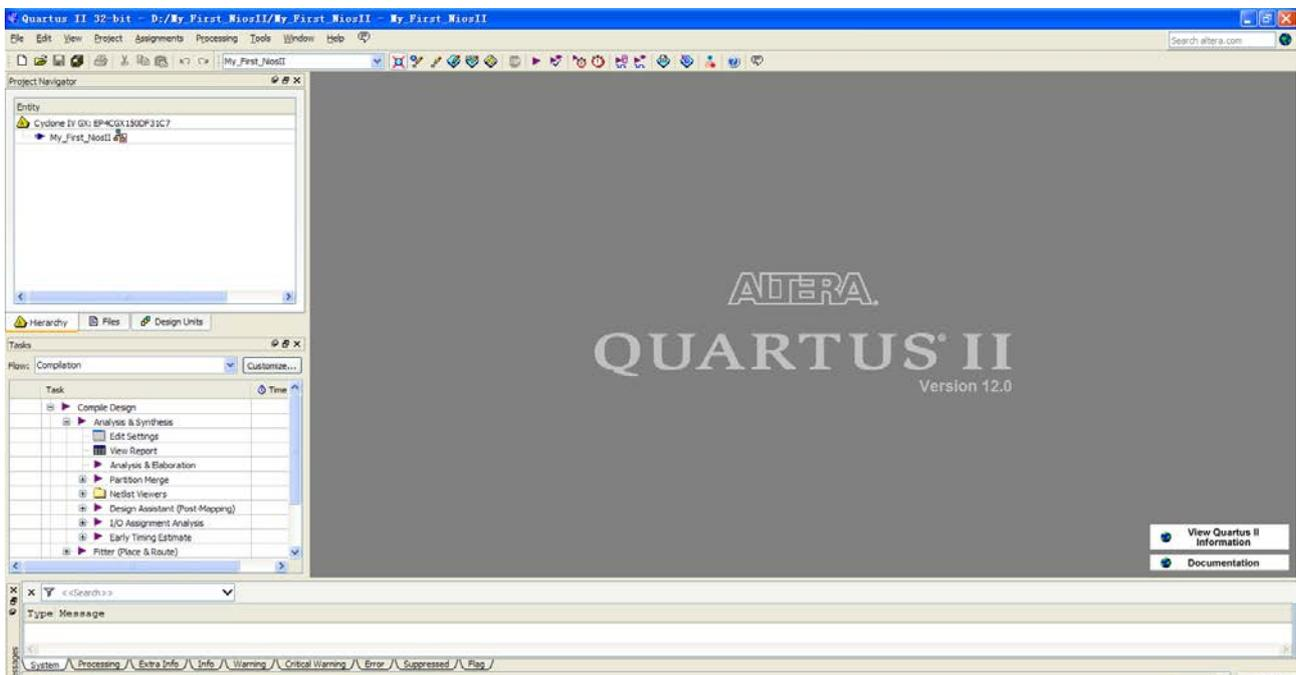 Quartus II 32-bit - D:/My_First_NiosII/My_First_NiosII - My_First_NiosII
File Edit View Project Assignments Processing Tools Window Help
Search altera.com
My_First_NiosII
Project Navigator
Entity
Cyclone IV GX: EP4CGX150DF31C7
My_First_NiosII
Hierarchy Files Design Units
Tasks
Flow: Compilation Customize...
Task Time
Compile Design
Analysis & Synthesis
Edit Settings
View Report
Analysis & Elaboration
Partition Merge
Netlist Viewers
Design Assistant (Post-Mapping)
I/O Assignment Analysis
Early Timing Estimate
Fitter (Place & Route)
ALTERA.
QUARTUS® II
Version 12.0
View Quartus II
Information
Documentation
<<Search>>
Type Message
System Processing Extra Info Info Warning Critical Warning Error Suppressed Flag